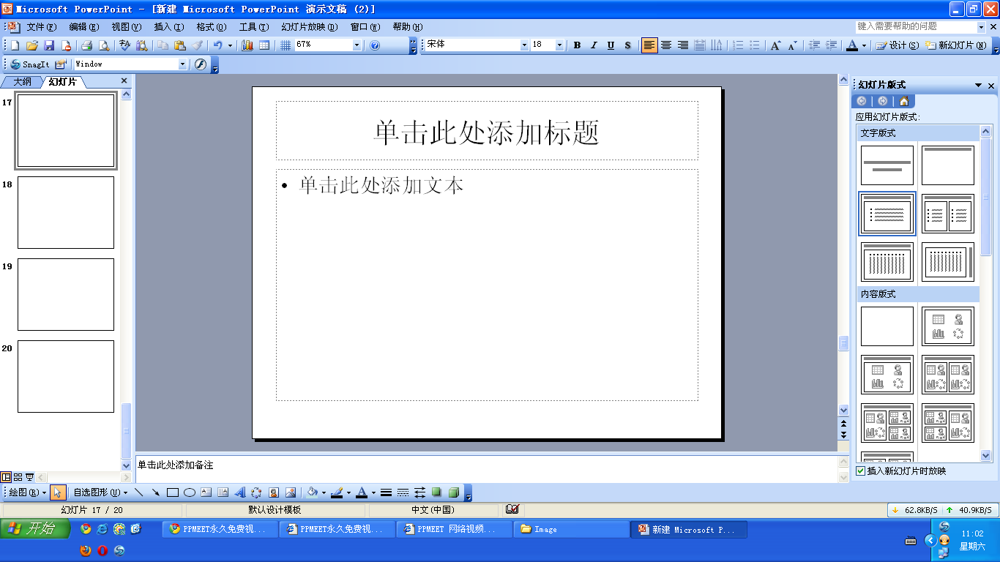 Microsoft PowerPoint - [新建 Microsoft PowerPoint 演示文稿 (2)]
文件(F) 编辑(E) 视图(V) 插入(I) 格式(O) 工具(T) 幻灯片放映(D) 窗口(W) 帮助(H) 键入需要帮助的问题
67% 宋体 18 B I U S A A A 设计(S) 新幻灯片(N)
SnagIt Window
大纲 幻灯片
幻灯片版式
应用幻灯片版式:
文字版式
17
单击此处添加标题
18
• 单击此处添加文本
19
内容版式
20
单击此处添加备注
插入新幻灯片时放映
绘图(R) 自选图形(U) A
幻灯片 17 / 20 默认设计模板 中文(中国) 62.8KB/S 40.9KB/S
开始 PPMEET永久免费视... PPMEET永久免费视... PPMEET 网络视频... Image 新建 Microsoft P...
11:02
星期六